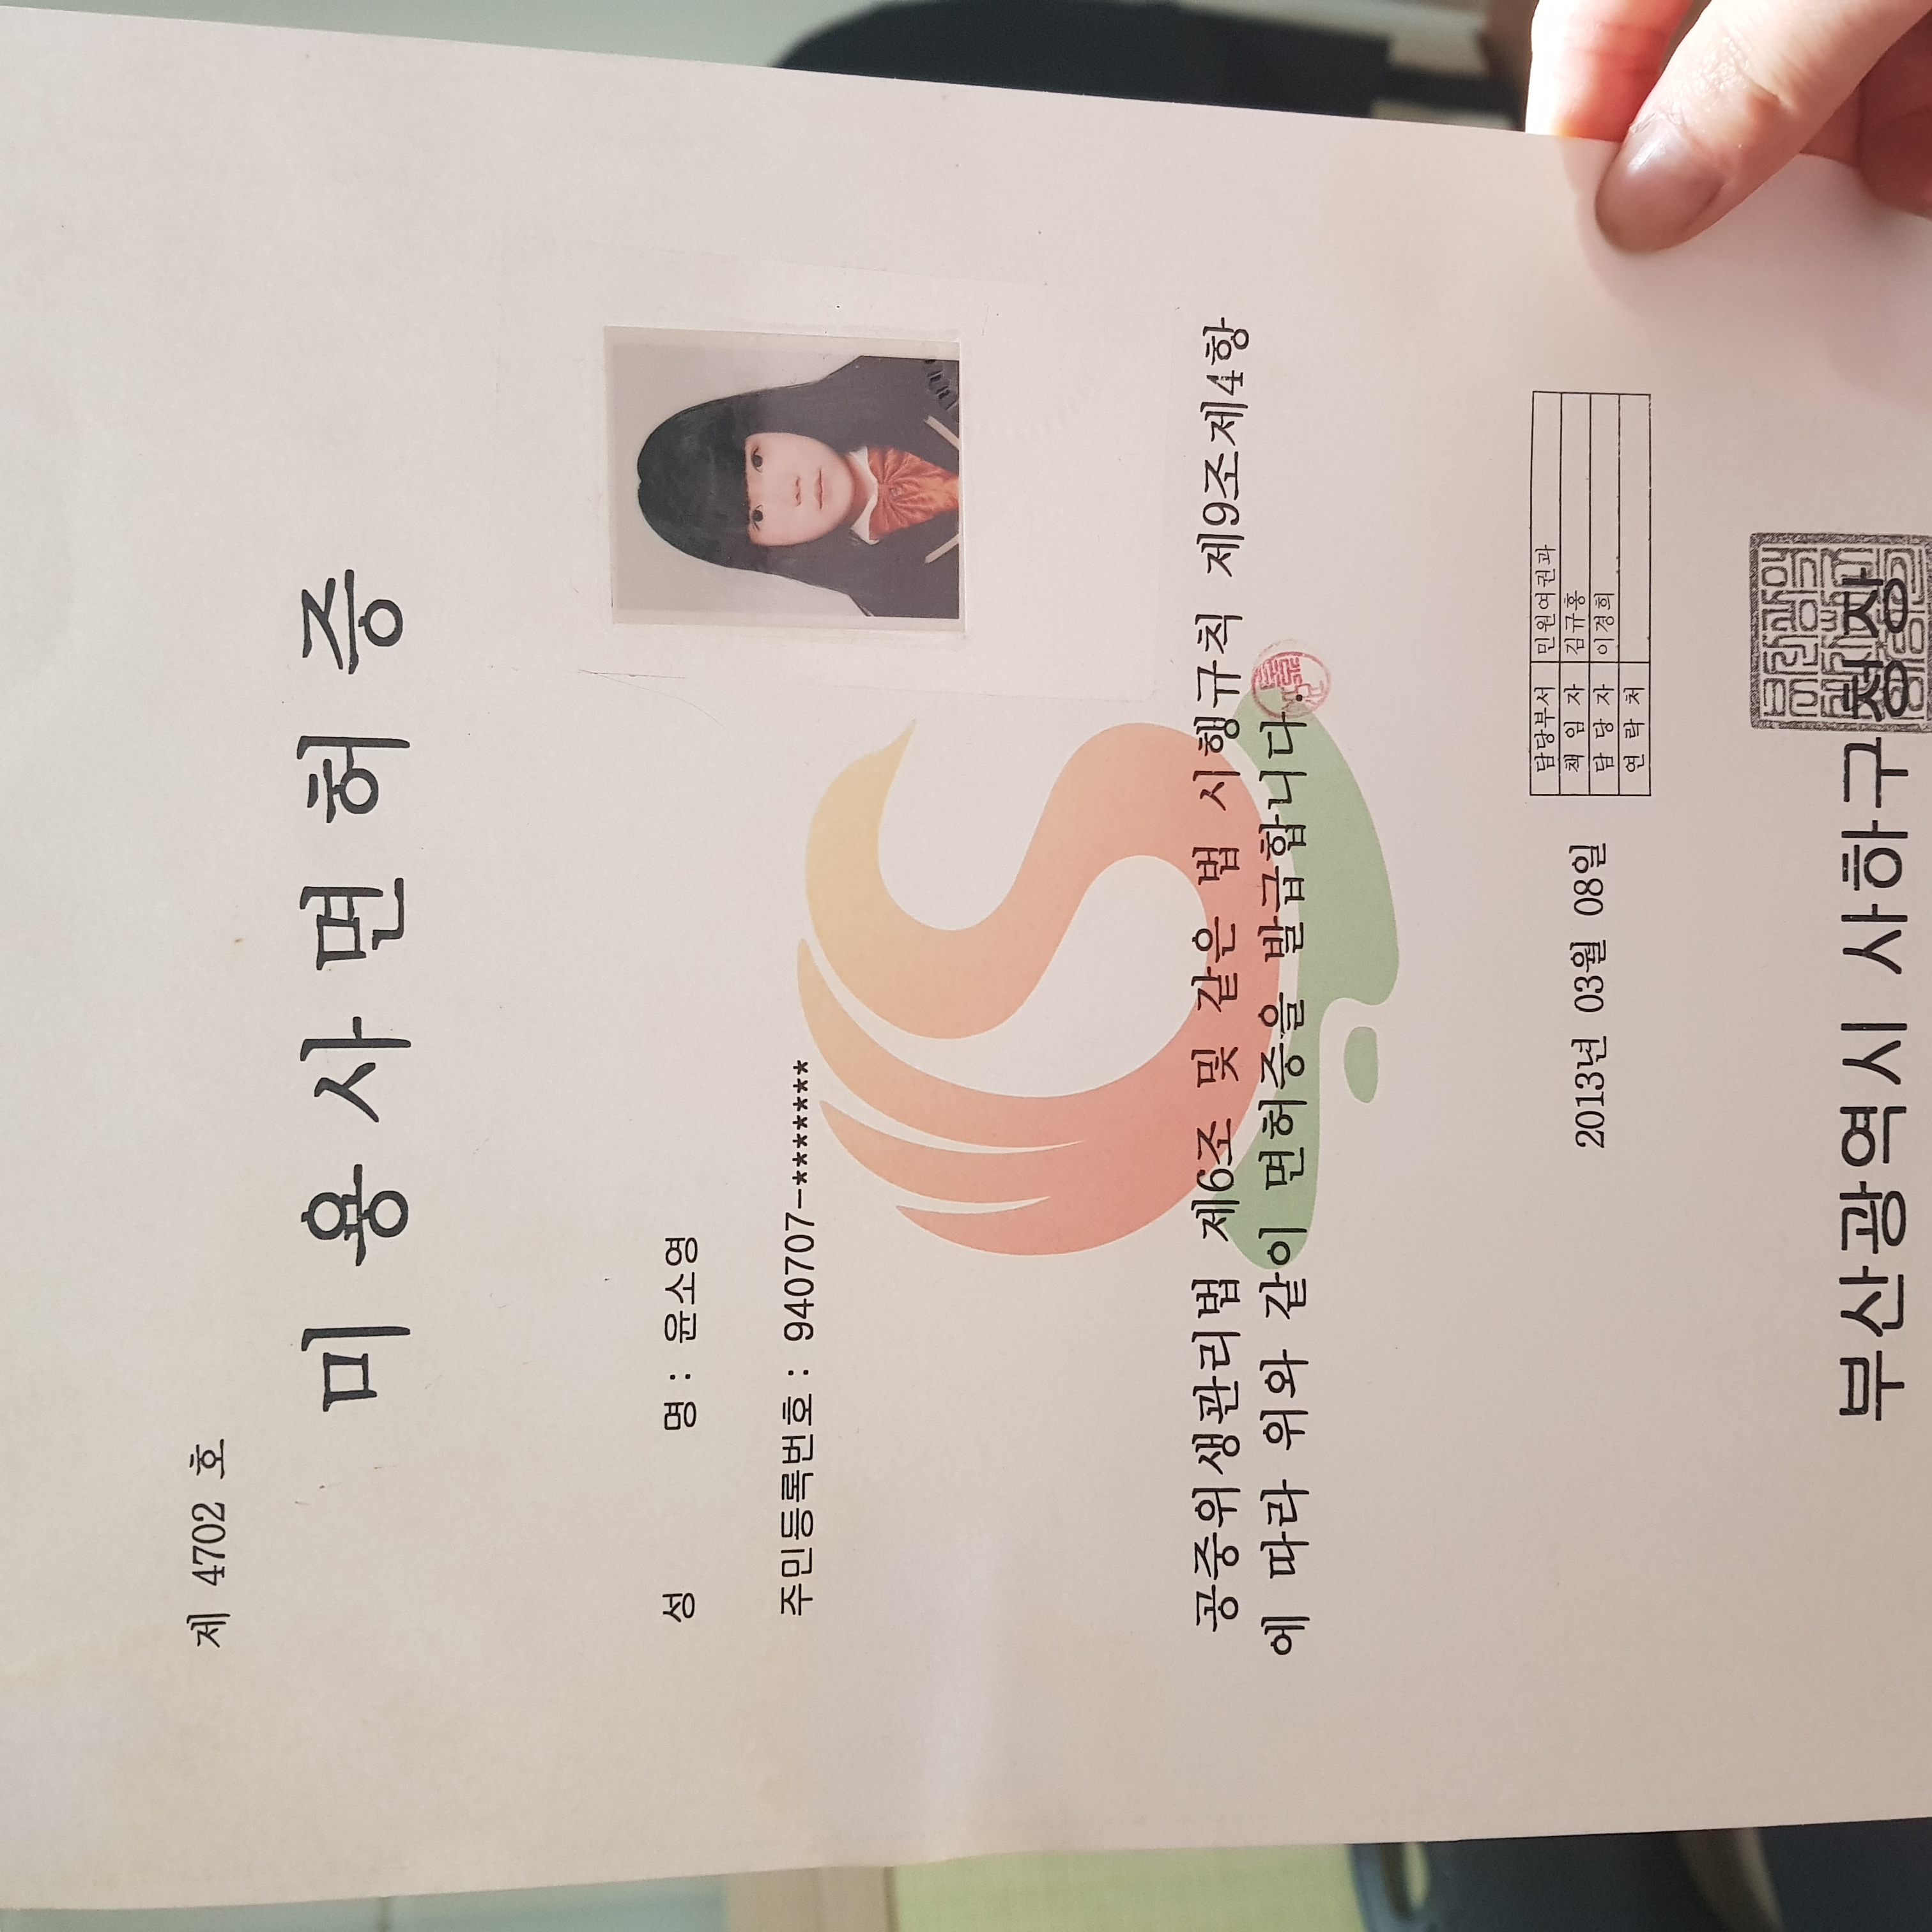 제 4702 호
미 용 사 면 허 증
성 명 : 윤소영
주민등록번호 : 940707-*******
공중위생관리법 제6조 및 같은 법 시행규칙 제9조제4항
에 따라 위와 같이 면허증을 발급합니다.
담당부서 민원여권과
책 임 자 김규홍
담 당 자 이경희
연 락 처
2013년 03월 08일
부산광역시 사하구청장